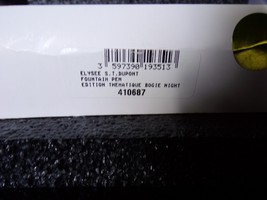 3 597390 193513
ELYSEE S.T.DUPONT
FOUNTAIN PEN
EDITION THEMATIQUE BOGIE NIGHT
410687